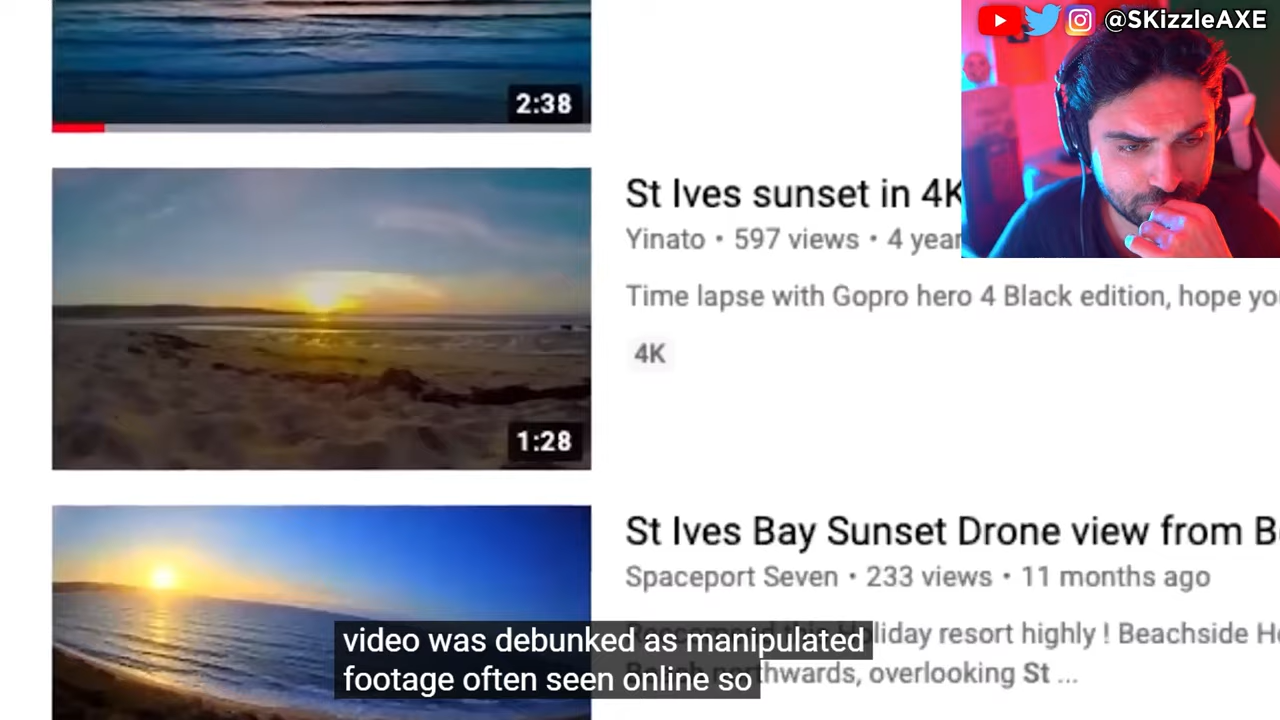 @SKizzleAXE
2:38
St Ives sunset in 4K
Yinato • 597 views • 4 year
Time lapse with Gopro hero 4 Black edition, hope yo
4K
1:28
St Ives Bay Sunset Drone view from B
Spaceport Seven • 233 views • 11 months ago
holiday resort highly ! Beachside H
northwards, overlooking St ...
video was debunked as manipulated
footage often seen online so